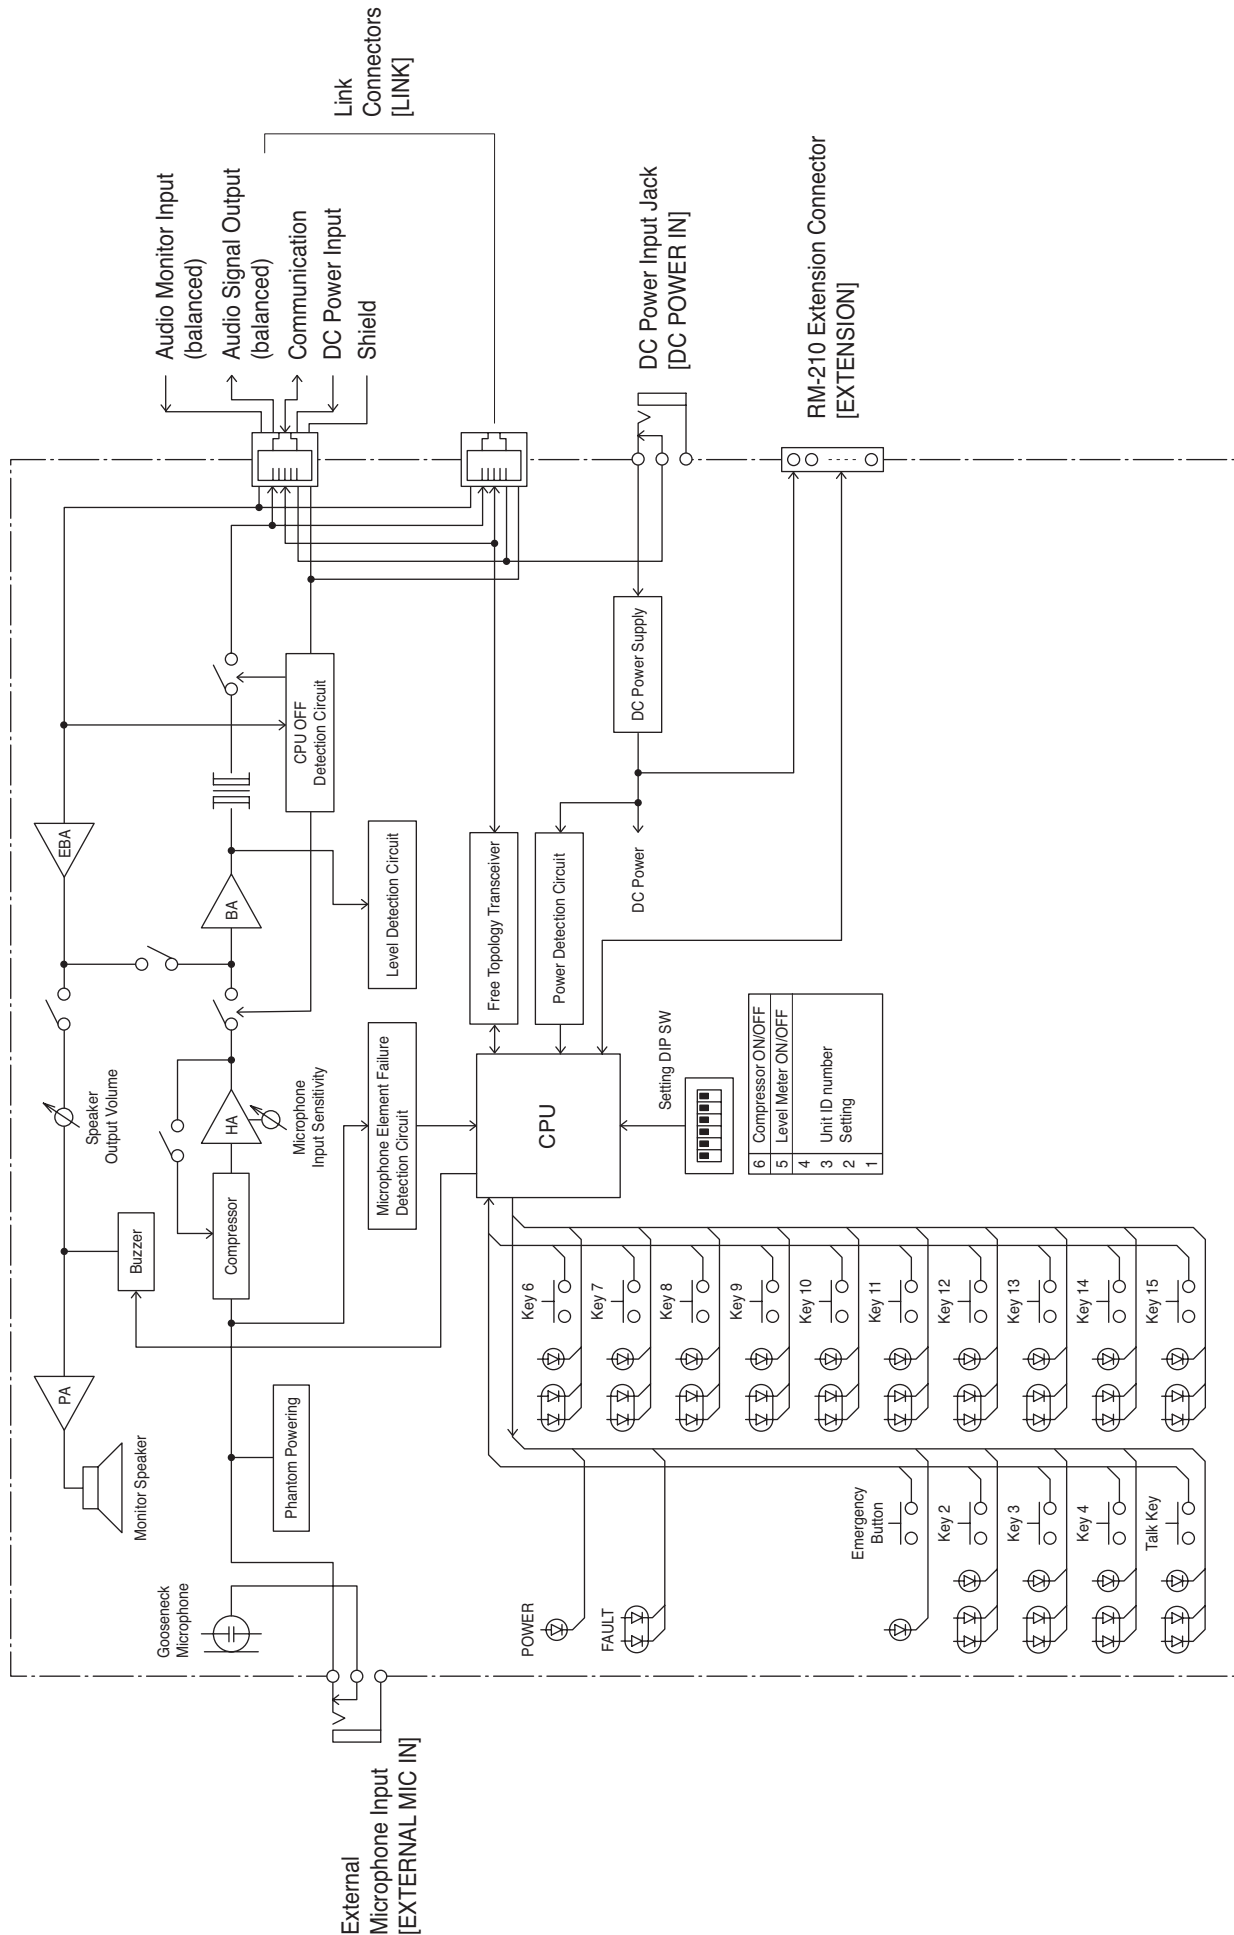 External
Microphone Input
[EXTERNAL MIC IN]
Gooseneck
Microphone
Monitor Speaker
PA
Phantom Powering
Buzzer
Compressor
HA
Microphone
Input Sensitivity
Speaker
Output Volume
EBA
BA
CPU OFF
Detection Circuit
Level Detection Circuit
Microphone Element Failure
Detection Circuit
Free Topology Transceiver
Power Detection Circuit
DC Power
DC Power Supply
CPU
Setting DIP SW
6 Compressor ON/OFF
5 Level Meter ON/OFF
4
3 Unit ID number
2 Setting
1
Audio Monitor Input
(balanced)
Audio Signal Output
(balanced)
Communication
DC Power Input
Shield
Link
Connectors
[LINK]
DC Power Input Jack
[DC POWER IN]
RM-210 Extension Connector
[EXTENSION]
POWER
FAULT
Emergency
Button
Key 2
Key 3
Key 4
Talk Key
Key 6
Key 7
Key 8
Key 9
Key 10
Key 11
Key 12
Key 13
Key 14
Key 15